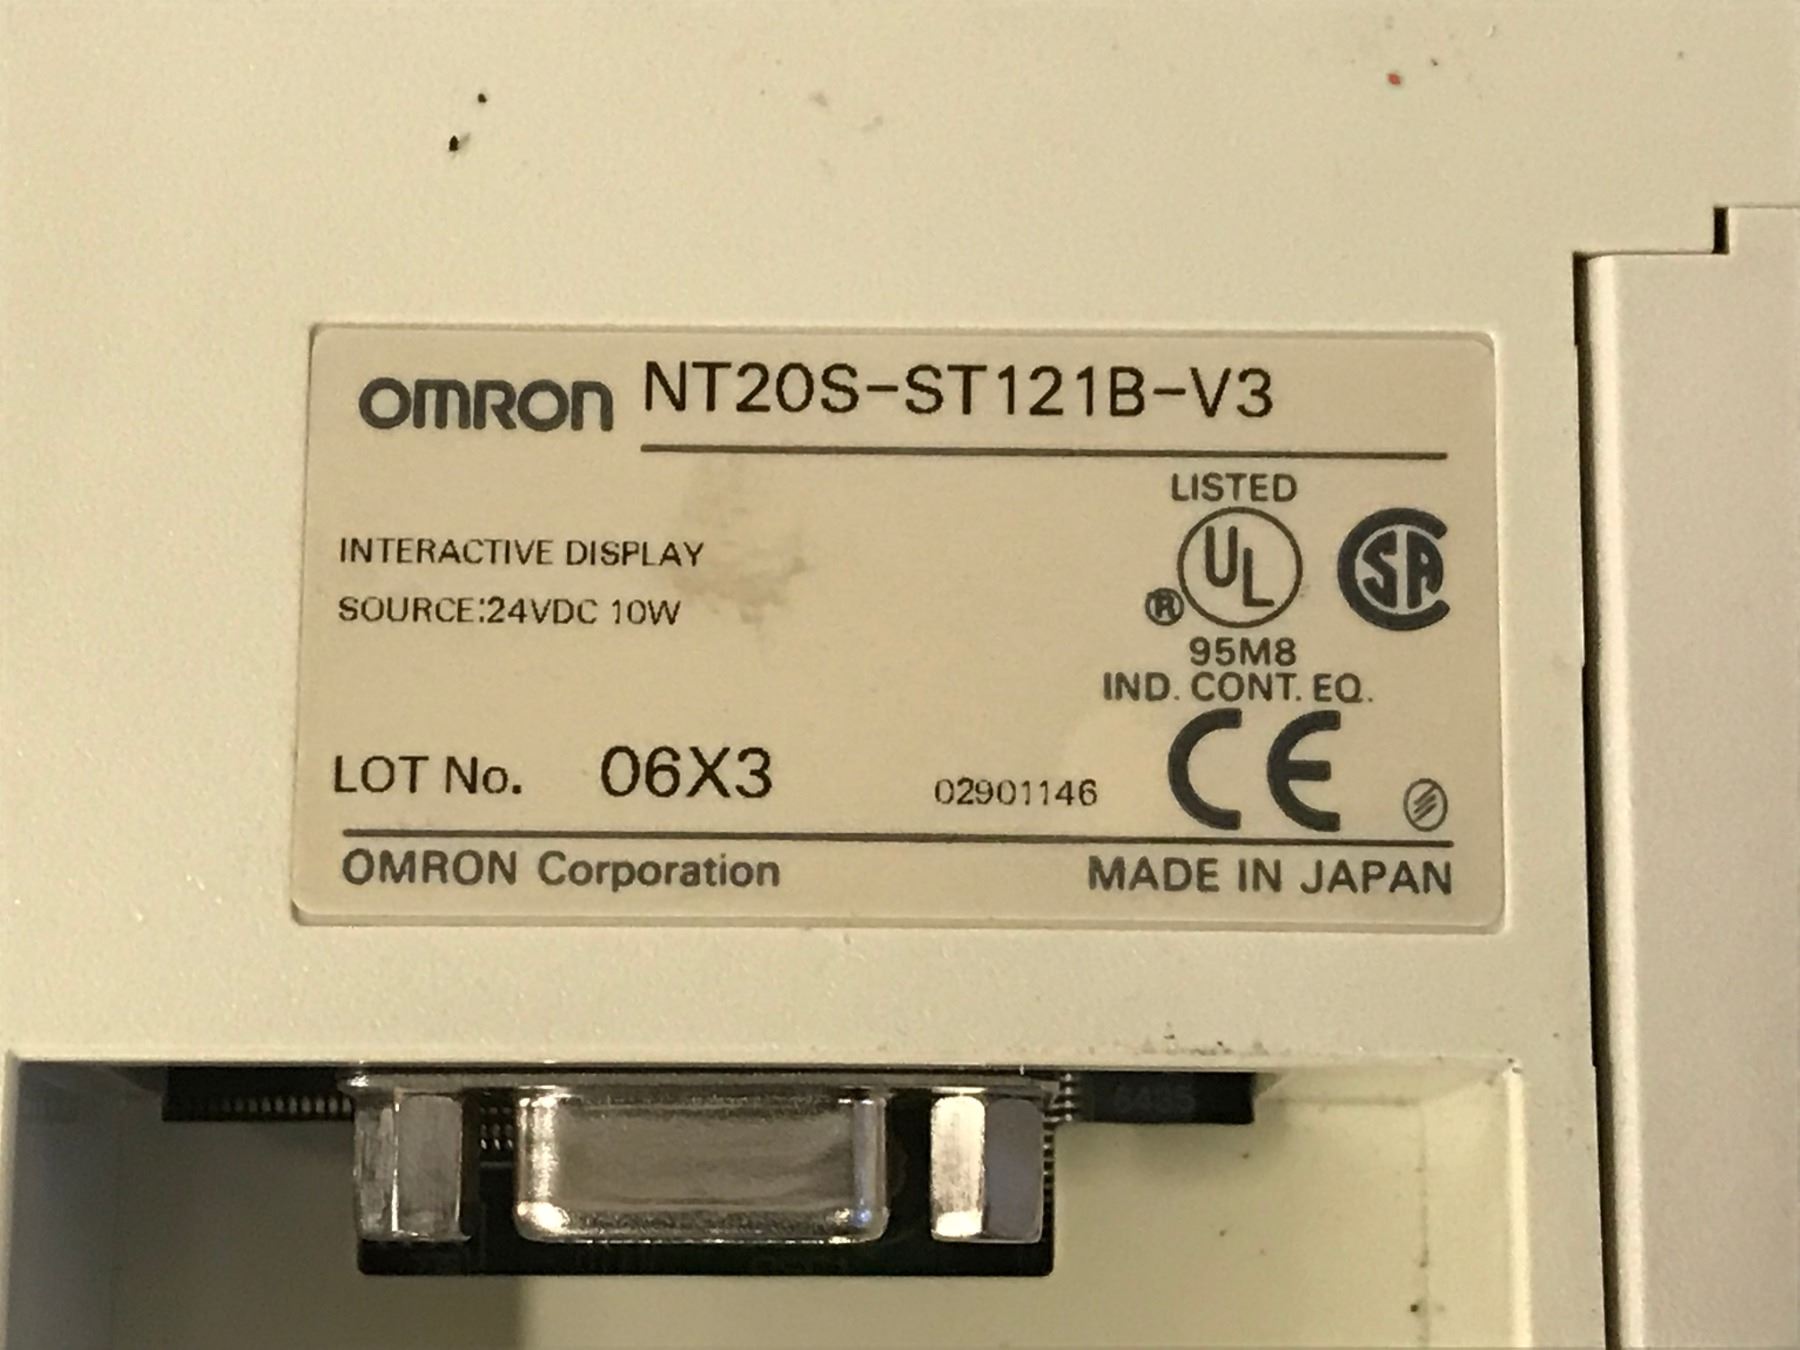 OMRON NT20S-ST121B-V3
LISTED
INTERACTIVE DISPLAY
UL
SA
SOURCE:24VDC 10W
®
95M8
IND. CONT. EQ.
LOT No. 06X3
02901146
CE
OMRON Corporation
MADE IN JAPAN